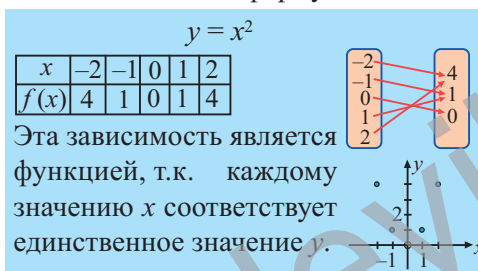 y = x²
x –2 –1 0 1 2
f(x) 4 1 0 1 4
Эта зависимость является
функцией, т.к. каждому
значению x соответствует
единственное значение y.
–2
–1
0
1
2
4
1
0
y
2
–1 1